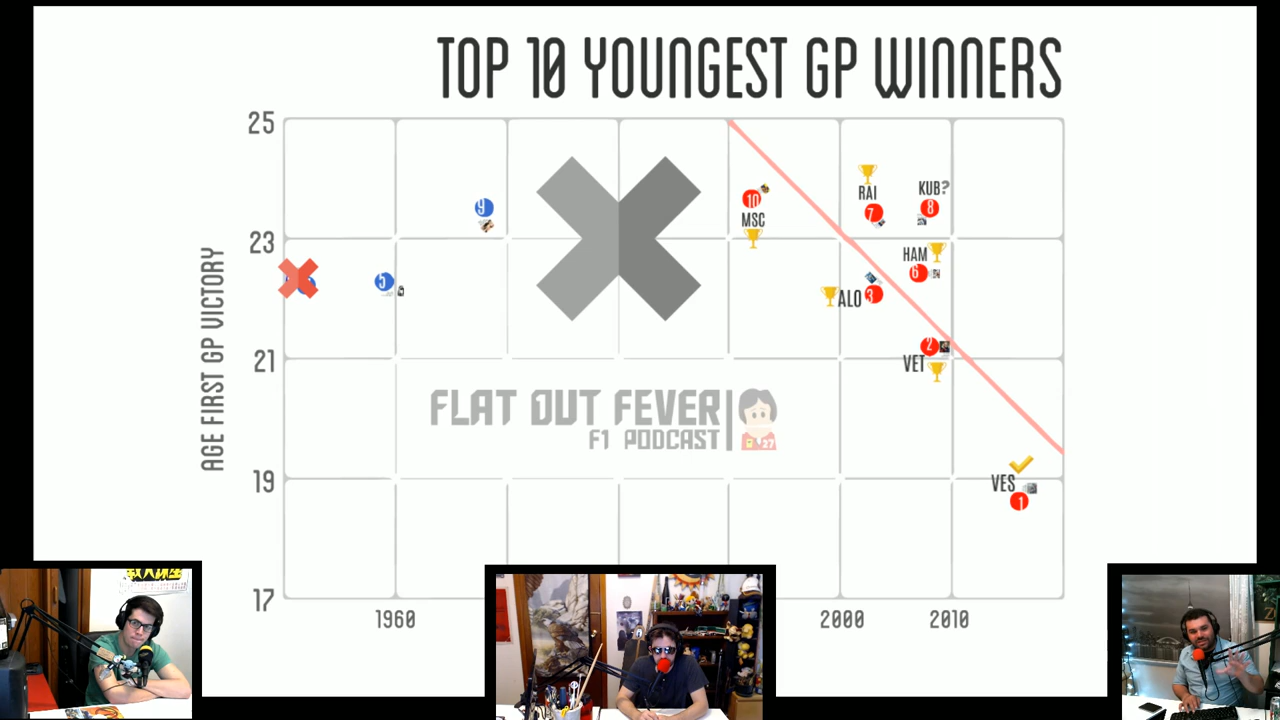 TOP 10 YOUNGEST GP WINNERS
25
23
21
19
17
AGE FIRST GP VICTORY
9
5
10
MSC
RAI
7
KUB?
8
HAM
6
ALO
3
2
VET
VES
1
FLAT OUT FEVER
F1 PODCAST
27
1960
2000
2010